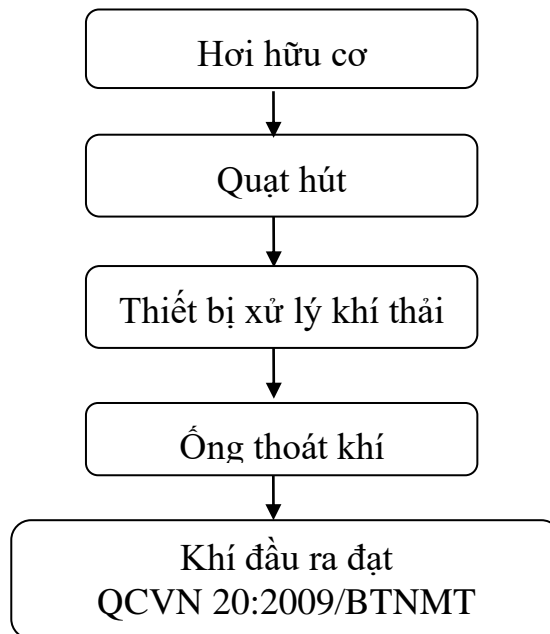 Hơi hữu cơ
Quạt hút
Thiết bị xử lý khí thải
Ống thoát khí
Khí đầu ra đạt
QCVN 20:2009/BTNMT